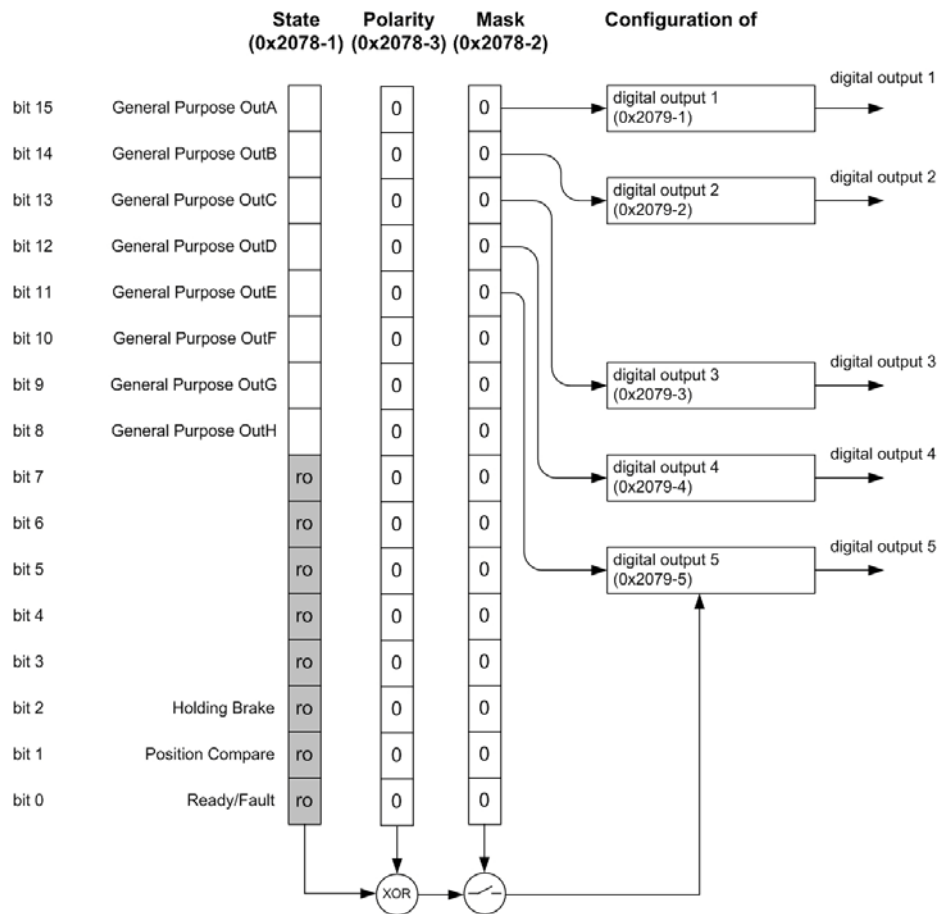 State Polarity Mask Configuration of
(0x2078-1) (0x2078-3) (0x2078-2)
digital output 1
bit 15 General Purpose OutA 0 0 digital output 1
(0x2079-1)
bit 14 General Purpose OutB 0 0
digital output 2
bit 13 General Purpose OutC 0 0 digital output 2
(0x2079-2)
bit 12 General Purpose OutD 0 0
bit 11 General Purpose OutE 0 0
bit 10 General Purpose OutF 0 0
digital output 3
bit 9 General Purpose OutG 0 0 digital output 3
(0x2079-3)
bit 8 General Purpose OutH 0 0
digital output 4
bit 7 ro 0 0 digital output 4
(0x2079-4)
bit 6 ro 0 0
digital output 5
bit 5 ro 0 0 digital output 5
(0x2079-5)
bit 4 ro 0 0
bit 3 ro 0 0
bit 2 Holding Brake ro 0 0
bit 1 Position Compare ro 0 0
bit 0 Ready/Fault ro 0 0
XOR